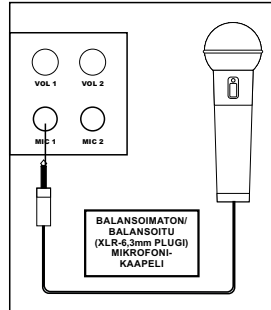 VOL 1 VOL 2
MIC 1 MIC 2
BALANSOIMATON/
BALANSOITU
(XLR-6,3mm PLUGI)
MIKROFONI-
KAAPELI